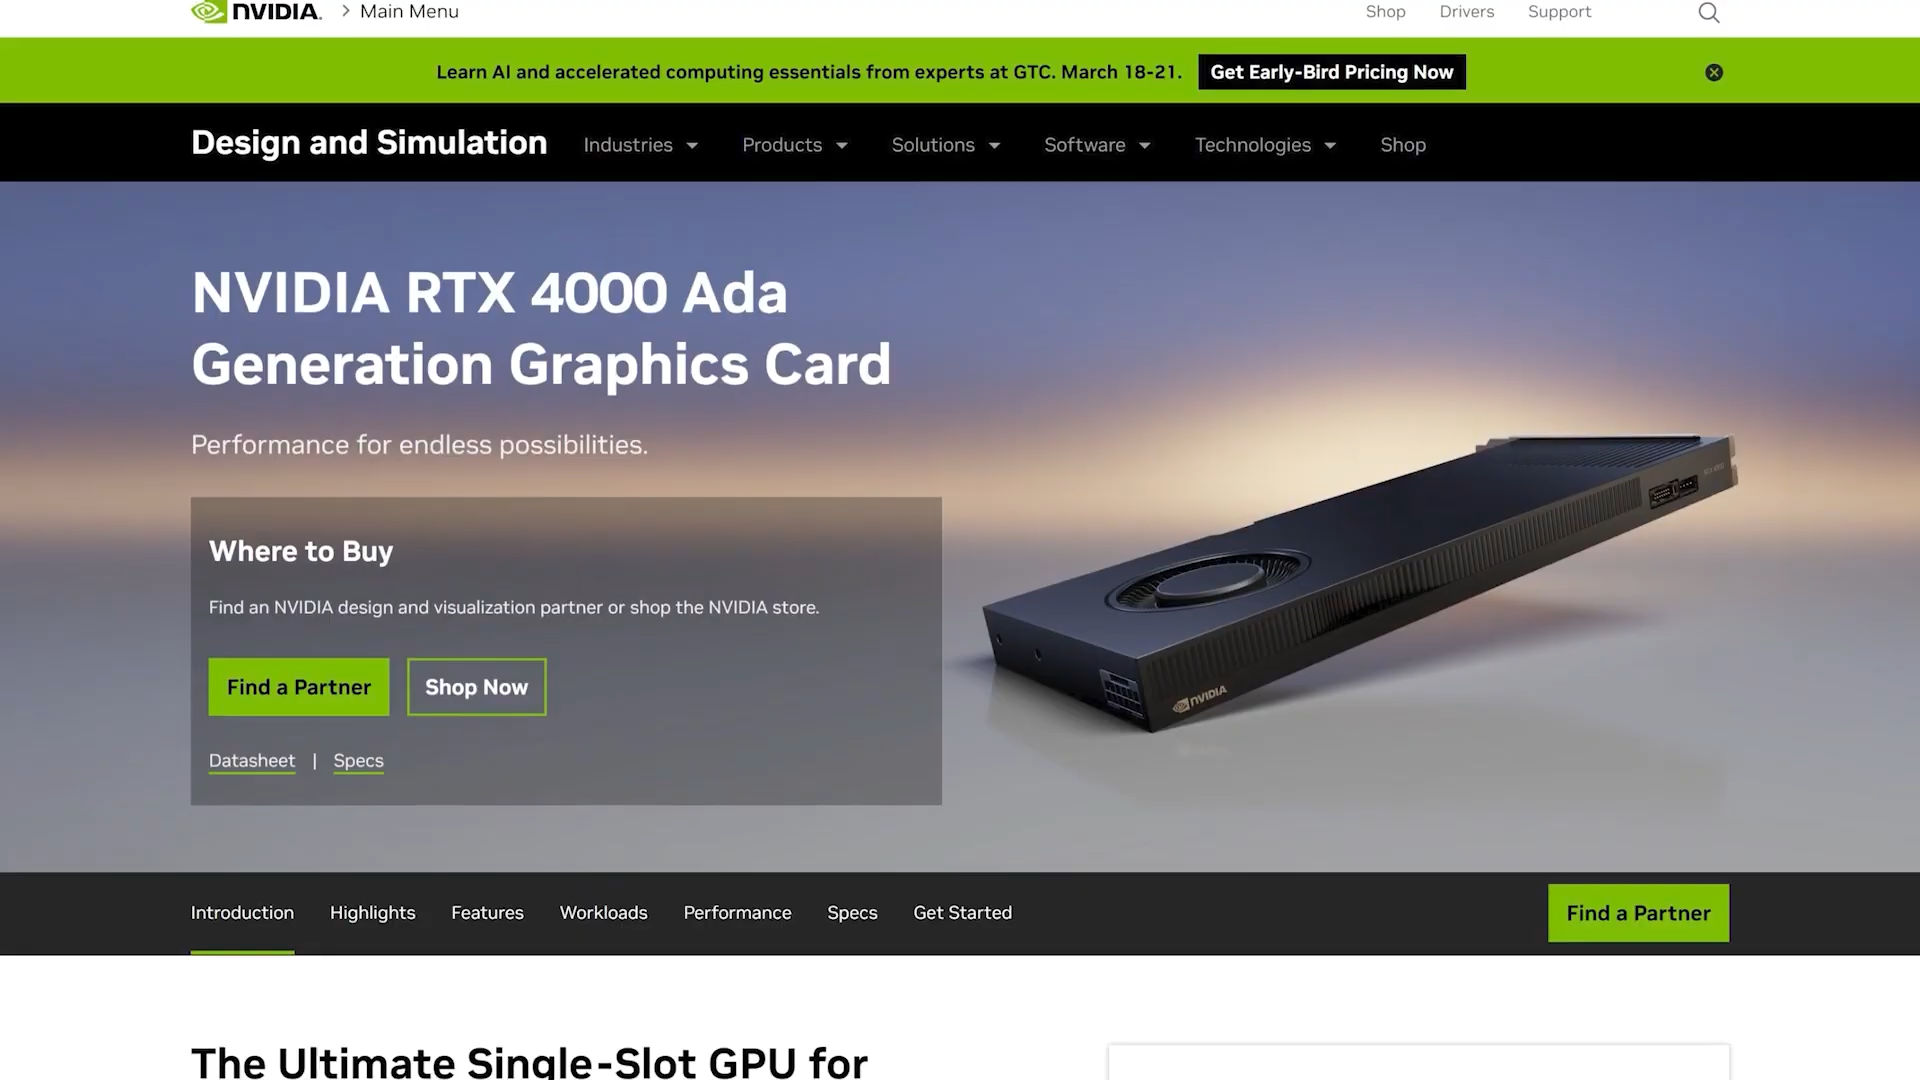 NVIDIA. > Main Menu
Shop Drivers Support
Learn AI and accelerated computing essentials from experts at GTC. March 18-21. Get Early-Bird Pricing Now
Design and Simulation Industries Products Solutions Software Technologies Shop
NVIDIA RTX 4000 Ada
Generation Graphics Card
Performance for endless possibilities.
Where to Buy
Find an NVIDIA design and visualization partner or shop the NVIDIA store.
Find a Partner Shop Now
Datasheet | Specs
NVIDIA
Introduction Highlights Features Workloads Performance Specs Get Started Find a Partner
The Ultimate Single-Slot GPU for